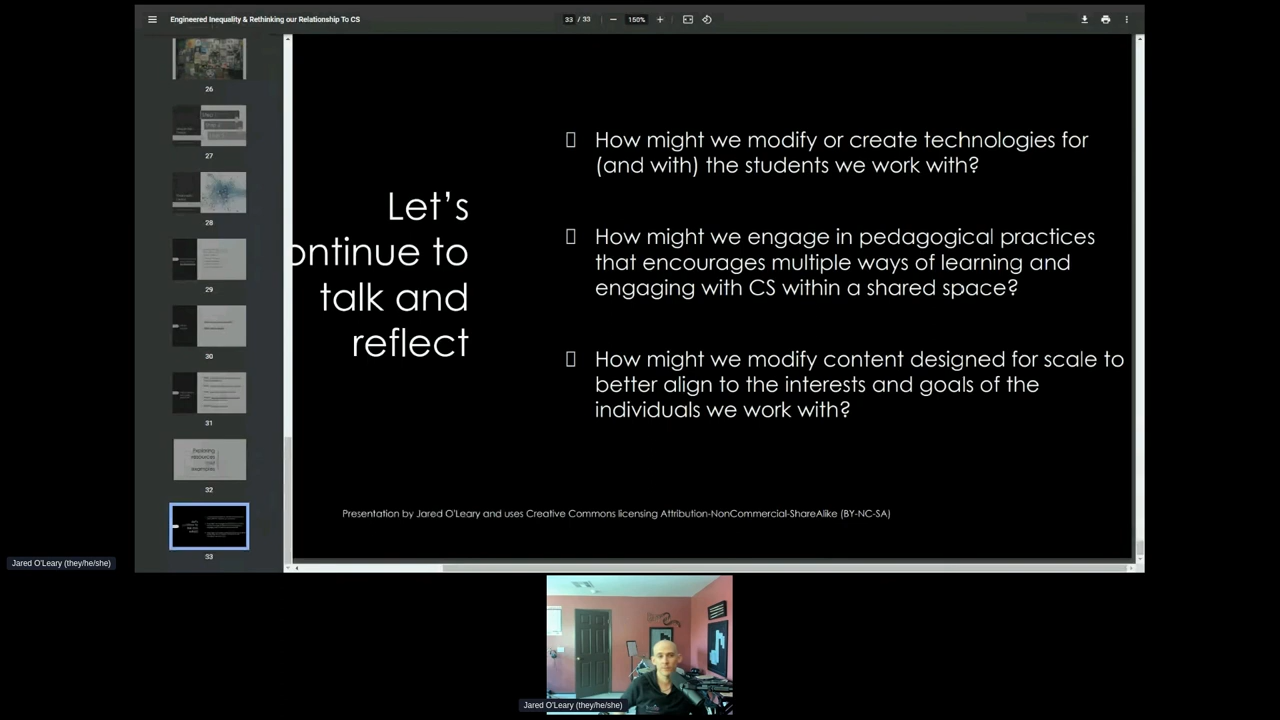 Engineered Inequality & Rethinking our Relationship To CS
33 / 33
150%
26
27
28
29
30
31
32
33
Let's
ontinue to
talk and
reflect
How might we modify or create technologies for
(and with) the students we work with?
How might we engage in pedagogical practices
that encourages multiple ways of learning and
engaging with CS within a shared space?
How might we modify content designed for scale to
better align to the interests and goals of the
individuals we work with?
Presentation by Jared O'Leary and uses Creative Commons licensing Attribution-NonCommercial-ShareAlike (BY-NC-SA)
Jared O'Leary (they/he/she)
Jared O'Leary (they/he/she)